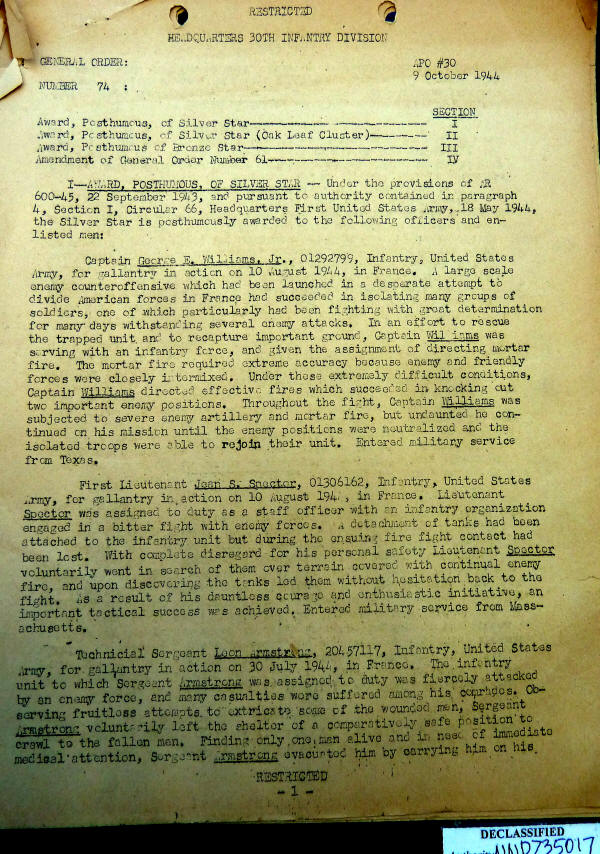 RESTRICTED
HEADQUARTERS 30TH INFANTRY DIVISION
GENERAL ORDER: APO #30
9 October 1944
NUMBER 74 :
SECTION
Award, Posthumous, of Silver Star------------------------- I
Award, Posthumous, of Silver Star (Oak Leaf Cluster)-------- II
Award, Posthumous of Bronze Star------------------------- III
Amendment of General Order Number 61---------------------- IV
I--AWARD, POSTHUMOUS, OF SILVER STAR -- Under the provisions of AR
600-45, 22 September 1943, and pursuant to authority contained in paragraph
4, Section I, Circular 66, Headquarters First United States Army, 18 May 1944,
the Silver Star is posthumously awarded to the following officers and en-
listed men:
Captain George E. Williams, Jr., 01292799, Infantry, United States
Army, for gallantry in action on 10 August 1944, in France. A large scale
enemy counteroffensive which had been launched in a desperate attempt to
divide American forces in France had succeeded in isolating many groups of
soldiers, one of which particularly had been fighting with great determination
for many days withstanding several enemy attacks. In an effort to rescue
the trapped unit and to recapture important ground, Captain Williams was
serving with an infantry force, and given the assignment of directing mortar
fire. The mortar fire required extreme accuracy because enemy and friendly
forces were closely intermixed. Under these extremely difficult conditions,
Captain Williams directed effective fires which succeeded in knocking out
two important enemy positions. Throughout the fight, Captain Williams was
subjected to severe enemy artillery and mortar fire, but undaunted he con-
tinued on his mission until the enemy positions were neutralized and the
isolated troops were able to rejoin their unit. Entered military service
from Texas.
First Lieutenant Jean S. Spector, 01306162, Infantry, United States
Army, for gallantry in action on 10 August 194 , in France. Lieutenant
Spector was assigned to duty as a staff officer with an infantry organization
engaged in a bitter fight with enemy forces. A detachment of tanks had been
attached to the infantry unit but during the ensuing fire fight contact had
been lost. With complete disregard for his personal safety Lieutenant Spector
voluntarily went in search of them over terrain covered with continual enemy
fire, and upon discovering the tanks led them without hesitation back to the
fight. As a result of his dauntless courage and enthusiastic initiative, an
important tactical success was achieved. Entered military service from Mass-
achusetts.
Technicial Sergeant Leon Armstrong, 20457117, Infantry, United States
Army, for gallantry in action on 30 July 1944, in France. The infantry
unit to which Sergeant Armstrong was assigned to duty was fiercely attacked
by an enemy force, and many casualties were suffered among his comrades. Ob-
serving fruitless attempts to extricate some of the wounded men, Sergeant
Armstrong voluntarily left the shelter of a comparatively safe position to
crawl to the fallen men. Finding only one man alive and in need of immediate
medical attention, Sergeant Armstrong evacuated him by carrying him on his
RESTRICTED
- 1 -
DECLASSIFIED
NND735017